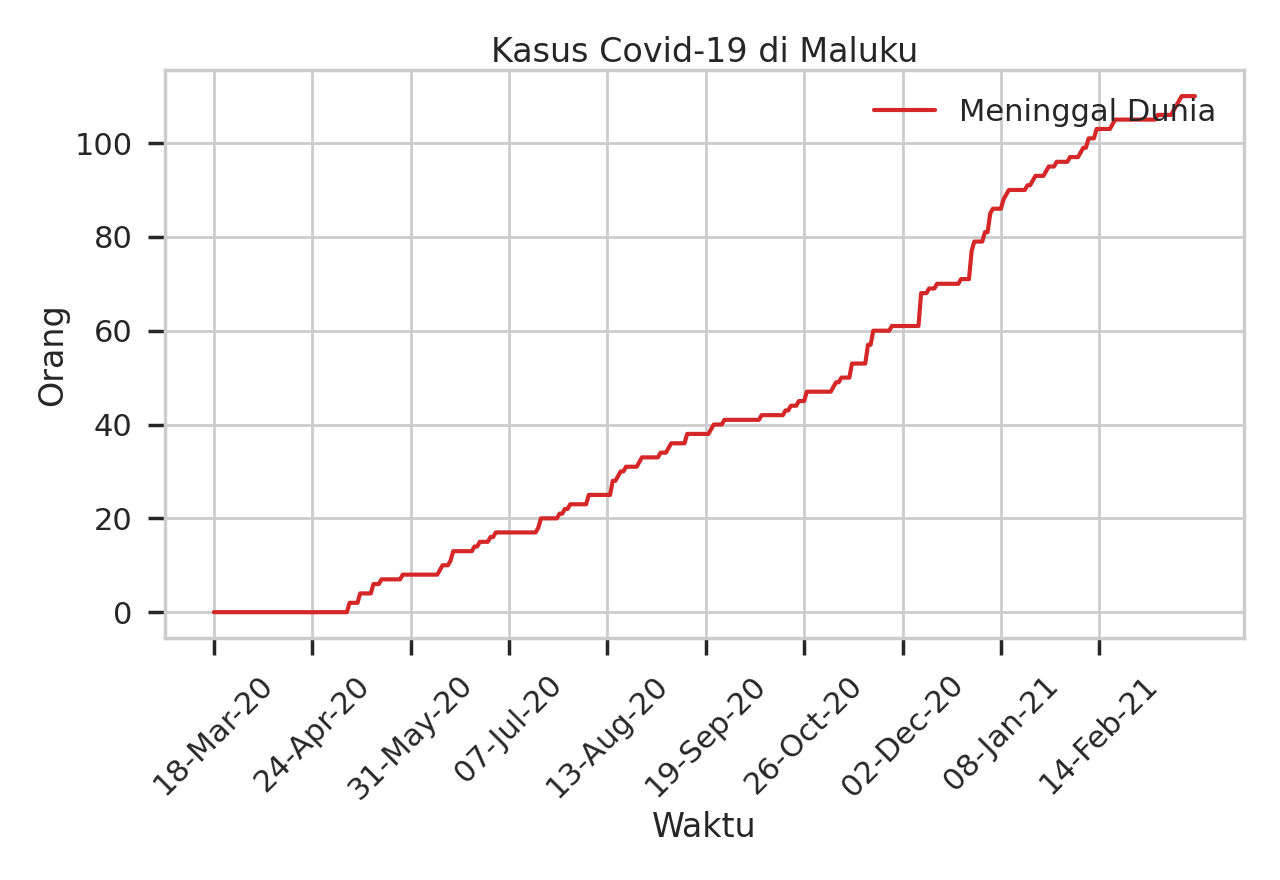 Kasus Covid-19 di Maluku
Meninggal Dunia
Orang
100
80
60
40
20
0
18-Mar-20
24-Apr-20
31-May-20
07-Jul-20
13-Aug-20
19-Sep-20
26-Oct-20
02-Dec-20
08-Jan-21
14-Feb-21
Waktu